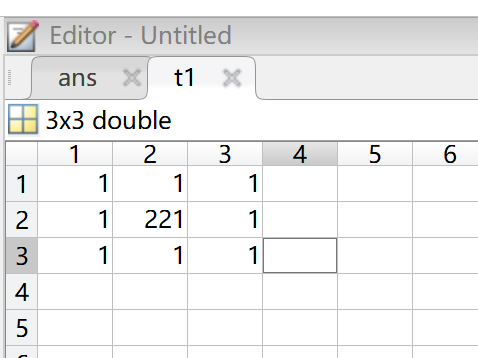 Editor - Untitled
ans t1
3x3 double
1 2 3 4 5 6
1 1 1 1
2 1 221 1
3 1 1 1
4
5